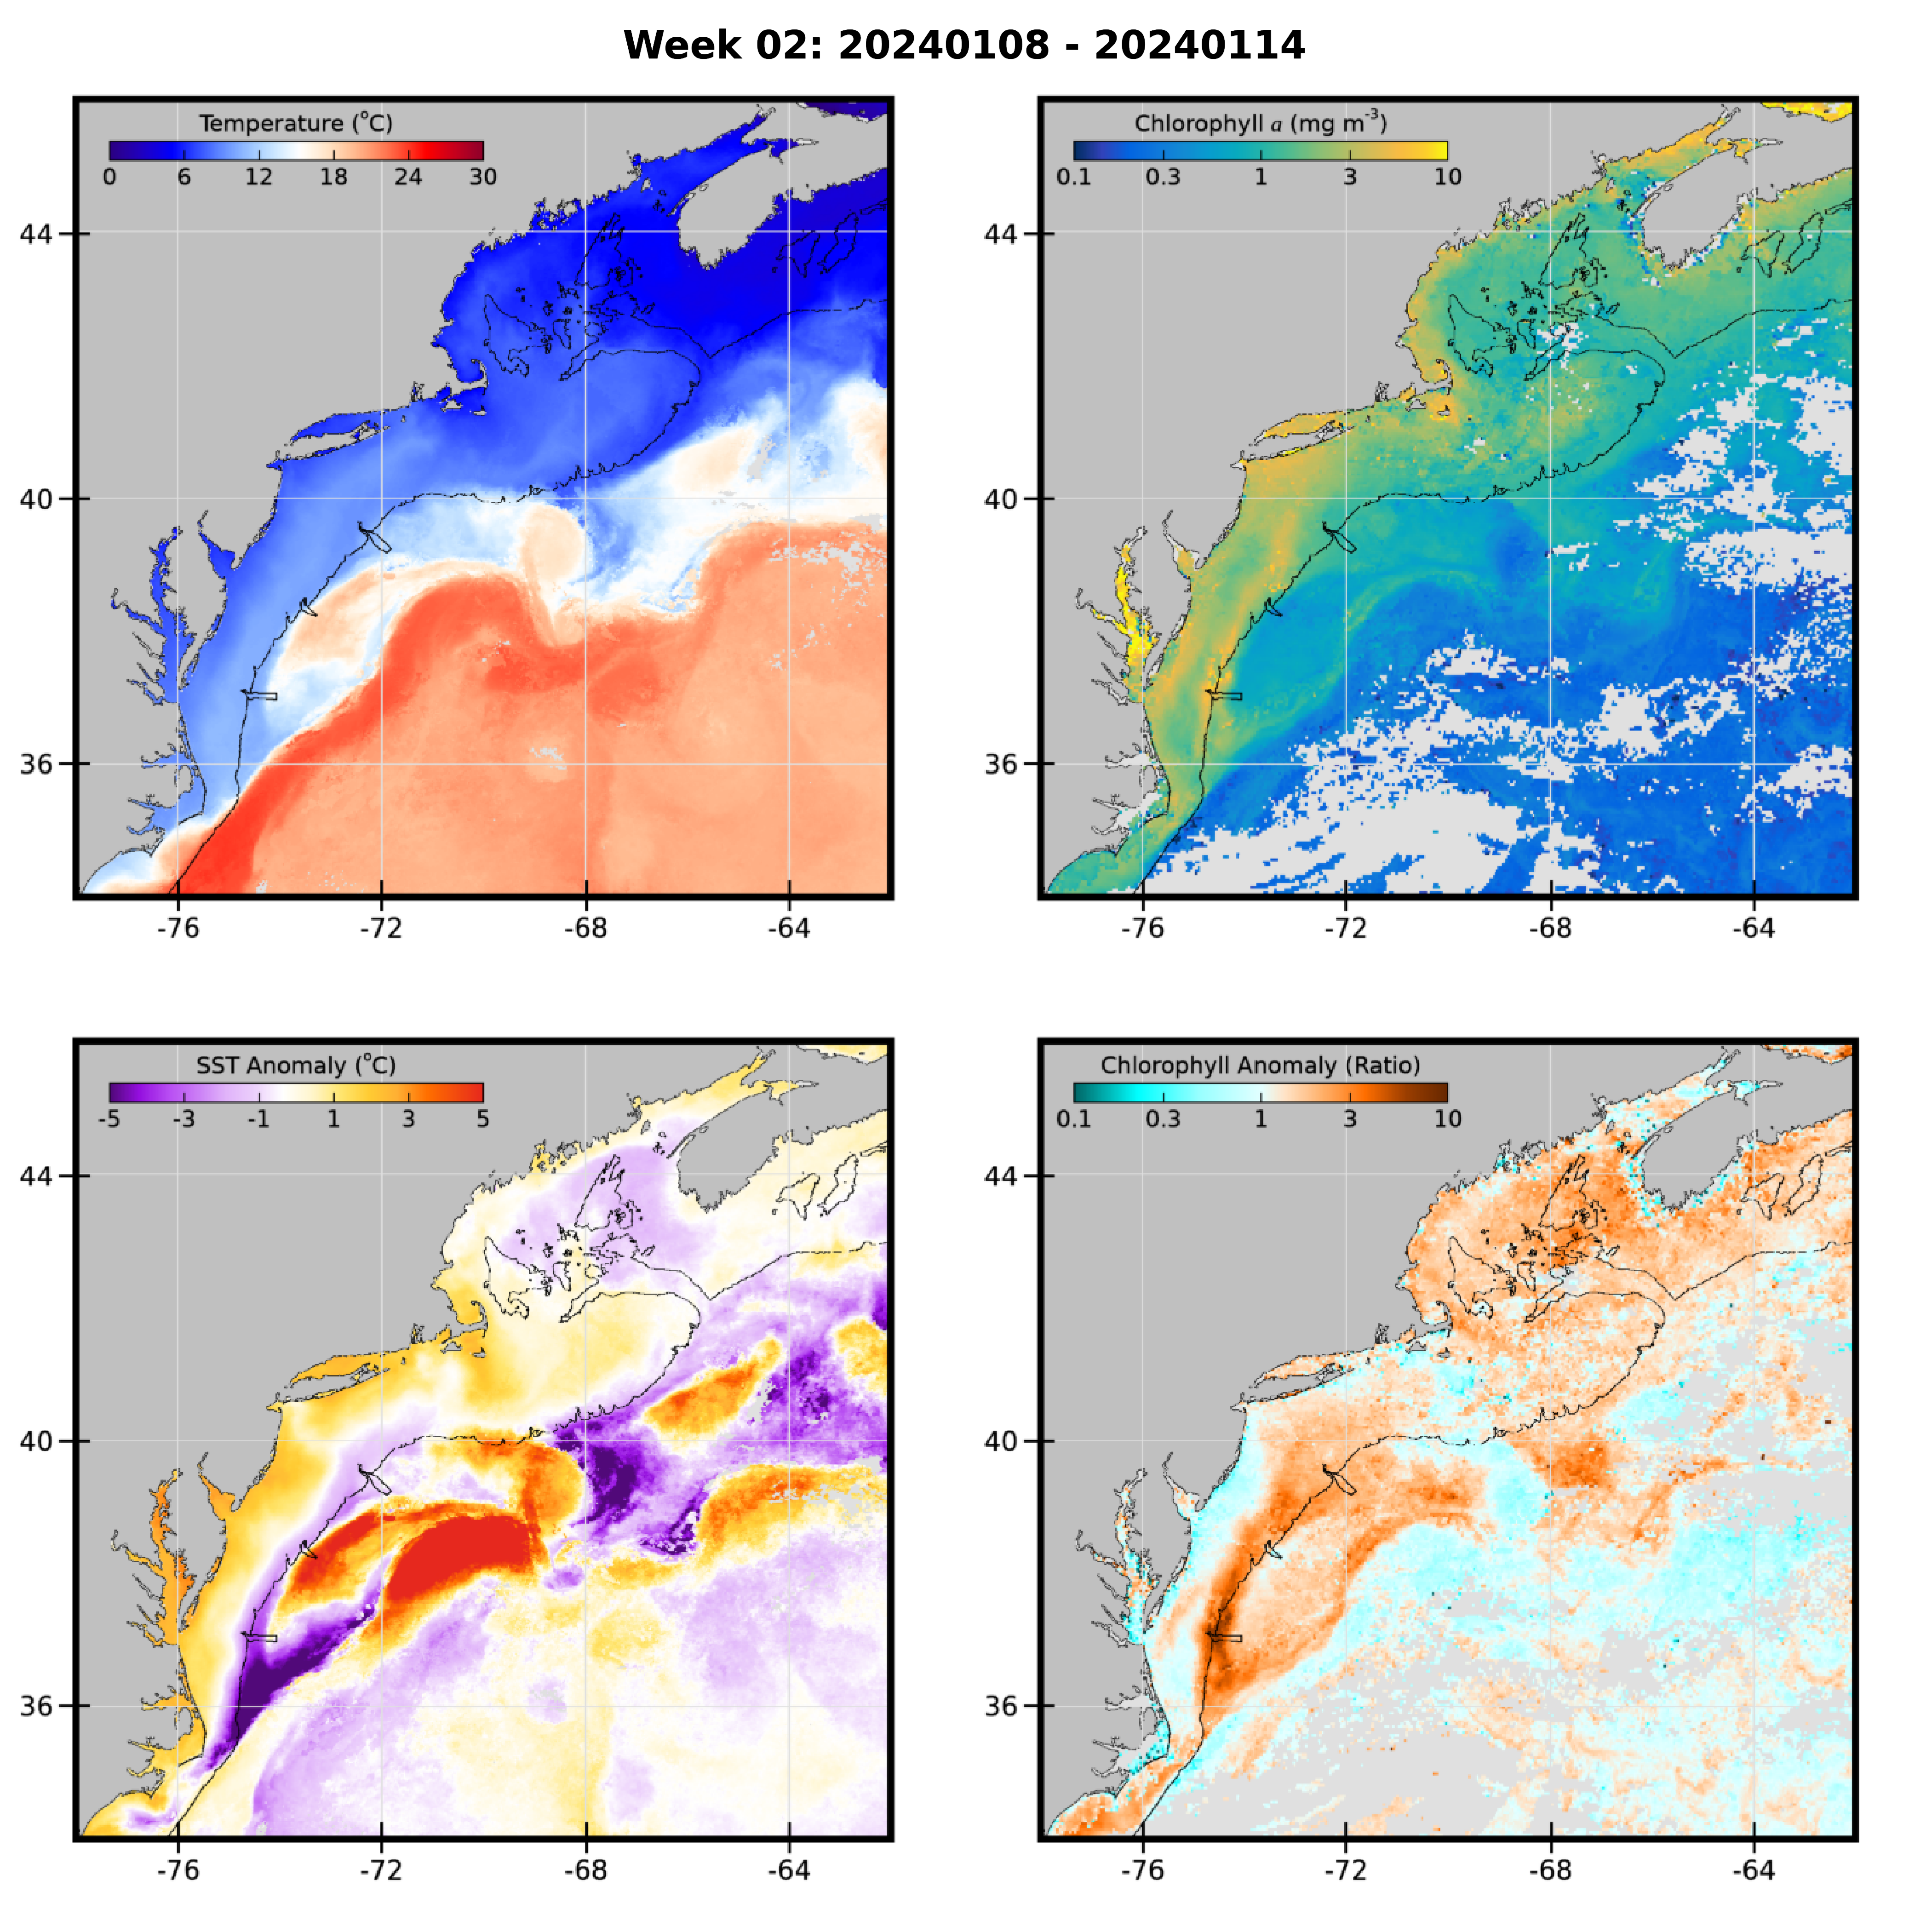 Week 02: 20240108 - 20240114
Temperature (°C)
0 6 12 18 24 30
44
40
36
-76 -72 -68 -64
Chlorophyll a (mg m⁻³)
0.1 0.3 1 3 10
44
40
36
-76 -72 -68 -64
SST Anomaly (°C)
-5 -3 -1 1 3 5
44
40
36
-76 -72 -68 -64
Chlorophyll Anomaly (Ratio)
0.1 0.3 1 3 10
44
40
36
-76 -72 -68 -64